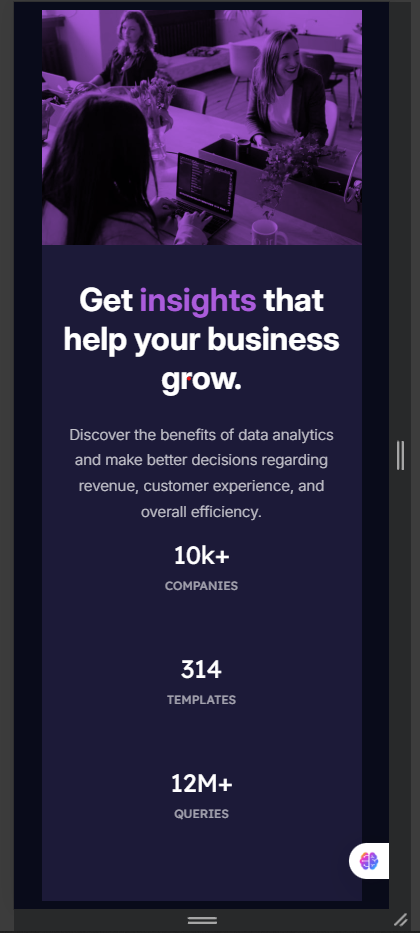 Get insights that
help your business
grow.
Discover the benefits of data analytics
and make better decisions regarding
revenue, customer experience, and
overall efficiency.
10k+
COMPANIES
314
TEMPLATES
12M+
QUERIES